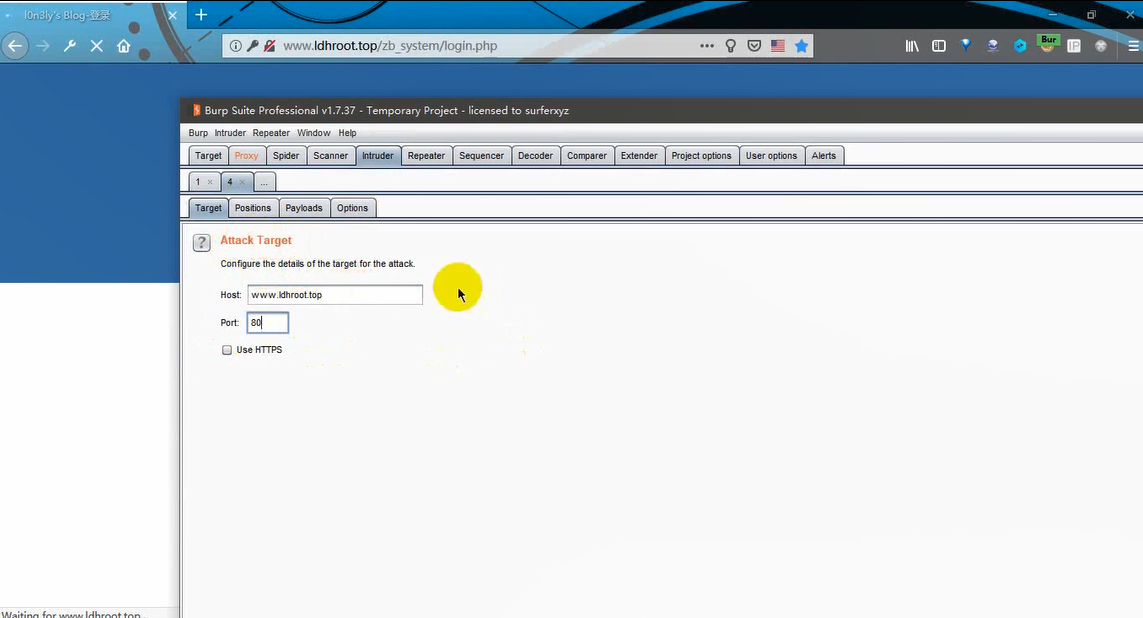 l0n3ly's Blog-登录
www.ldhroot.top/zb_system/login.php
Bur
IP
Burp Suite Professional v1.7.37 - Temporary Project - licensed to surferxyz
Burp Intruder Repeater Window Help
Target Proxy Spider Scanner Intruder Repeater Sequencer Decoder Comparer Extender Project options User options Alerts
1 × 4 × ...
Target Positions Payloads Options
? Attack Target
Configure the details of the target for the attack.
Host: www.ldhroot.top
Port: 80
Use HTTPS
Waiting for www.ldhroot.top...